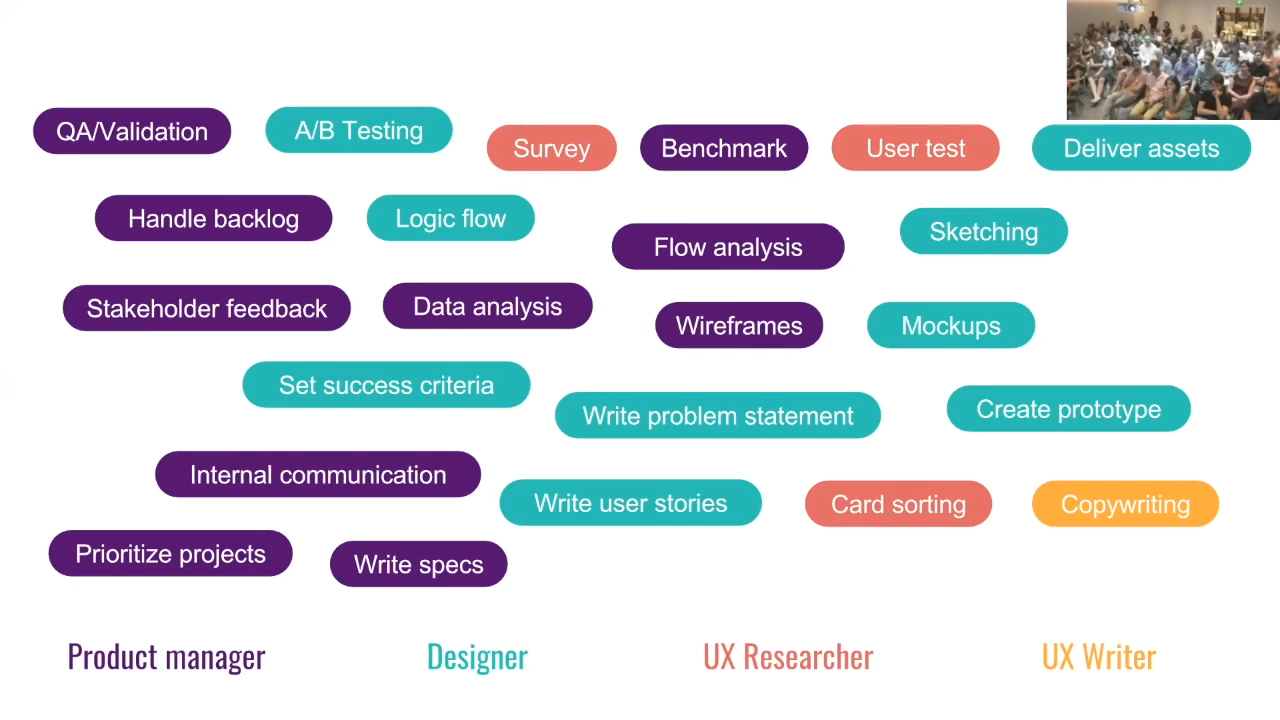 QA/Validation
A/B Testing
Survey
Benchmark
User test
Deliver assets
Handle backlog
Logic flow
Flow analysis
Sketching
Stakeholder feedback
Data analysis
Wireframes
Mockups
Set success criteria
Write problem statement
Create prototype
Internal communication
Write user stories
Card sorting
Copywriting
Prioritize projects
Write specs
Product manager
Designer
UX Researcher
UX Writer